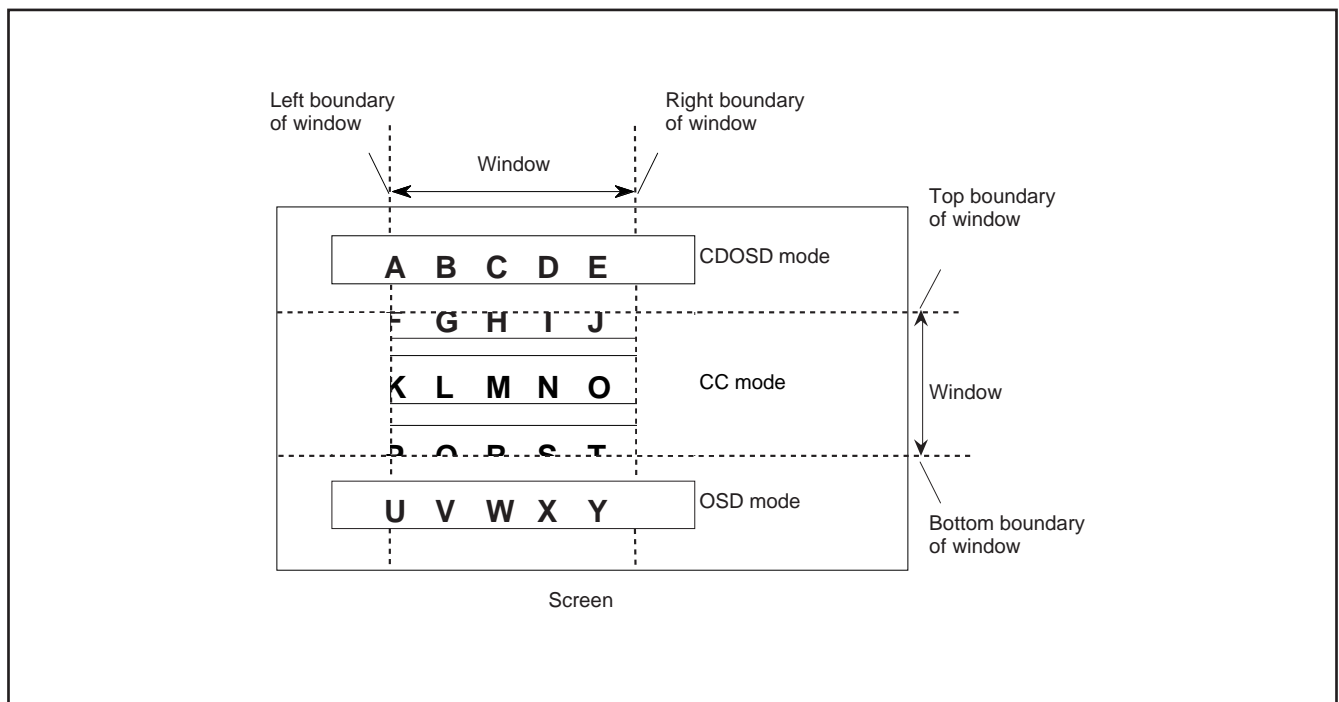 Left boundary
of window
Right boundary
of window
Window
Top boundary
of window
A B C D E
CDOSD mode
F G H I J
K L M N O
CC mode
Window
P Q R S T
U V W X Y
OSD mode
Bottom boundary
of window
Screen